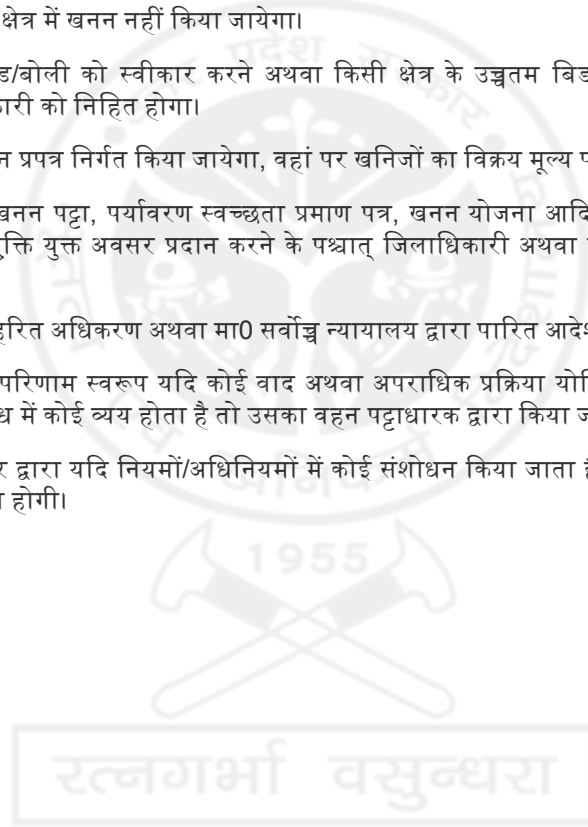 क्षेत्र में खनन नहीं किया जायेगा।
ड/बोली को स्वीकार करने अथवा किसी क्षेत्र के उच्चतम बिड
ारी को निहित होगा।
न प्रपत्र निर्गत किया जायेगा, वहां पर खनिजों का विक्रय मूल्य प
खनन पट्टा, पर्यावरण स्वच्छता प्रमाण पत्र, खनन योजना आदि
युक्ति युक्त अवसर प्रदान करने के पश्चात् जिलाधिकारी अथवा
हरित अधिकरण अथवा मा0 सर्वोच्च न्यायालय द्वारा पारित आदे
परिणाम स्वरूप यदि कोई वाद अथवा अपराधिक प्रक्रिया योि
ध में कोई व्यय होता है तो उसका वहन पट्टाधारक द्वारा किया ज
र द्वारा यदि नियमों/अधिनियमों में कोई संशोधन किया जाता है
ा होगी।
1955
रत्नगर्भा वसुन्धरा